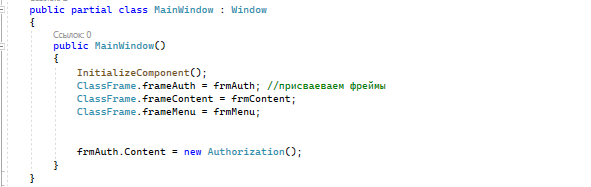 public partial class MainWindow : Window
{
Ссылок: 0
public MainWindow()
{
InitializeComponent();
ClassFrame.frameAuth = frmAuth; //присваеваем фреймы
ClassFrame.frameContent = frmContent;
ClassFrame.frameMenu = frmMenu;
frmAuth.Content = new Authorization();
}
}